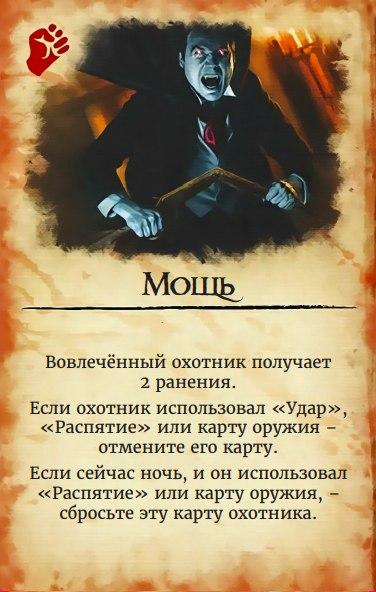 Мощь
Вовлечённый охотник получает
2 ранения.
Если охотник использовал «Удар»,
«Распятие» или карту оружия –
отмените его карту.
Если сейчас ночь, и он использовал
«Распятие» или карту оружия, –
сбросьте эту карту охотника.